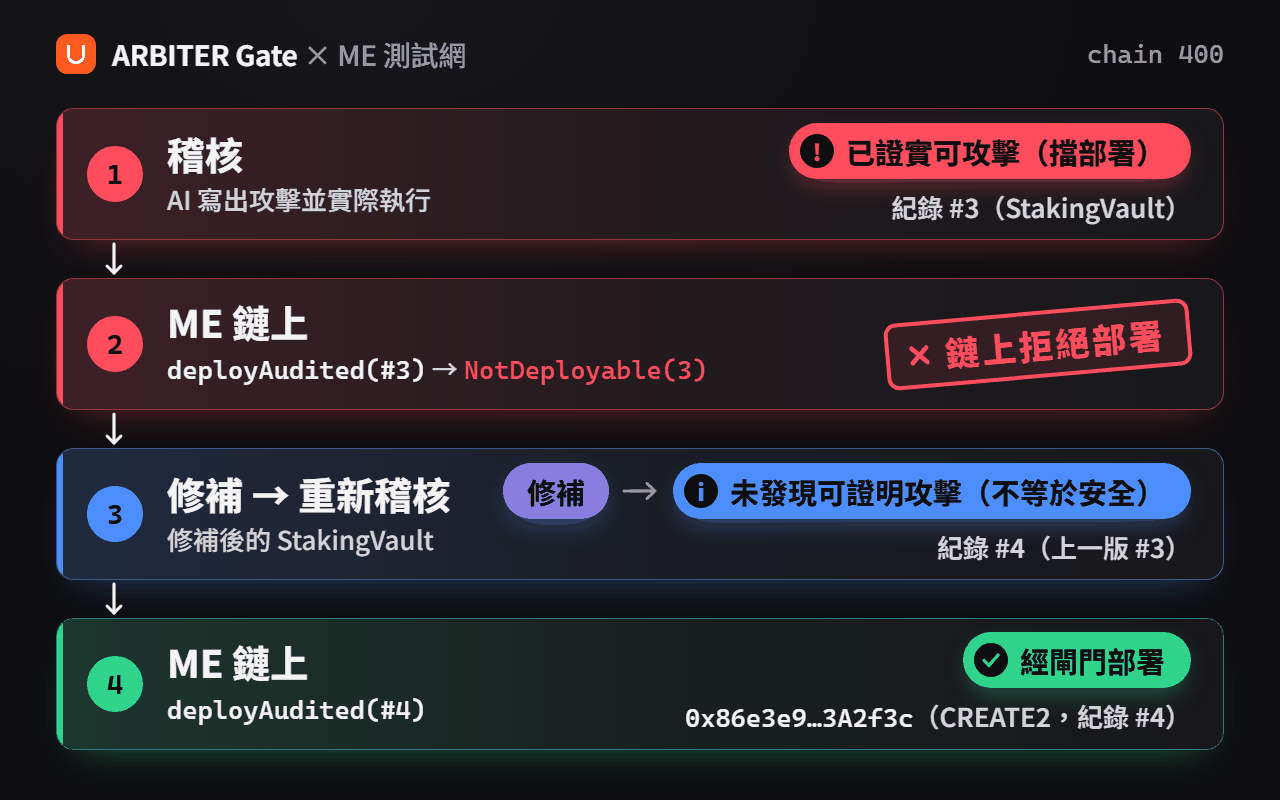 ARBITER Gate × ME 測試網
chain 400
1
稽核
AI 寫出攻擊並實際執行
! 已證實可攻擊（擋部署）
紀錄 #3（StakingVault）
2
ME 鏈上
deployAudited(#3) → NotDeployable(3)
× 鏈上拒絕部署
3
修補 → 重新稽核
修補後的 StakingVault
修補 → i 未發現可證明攻擊（不等於安全）
紀錄 #4（上一版 #3）
4
ME 鏈上
deployAudited(#4)
經閘門部署
0x86e3e9…3A2f3c（CREATE2，紀錄 #4）